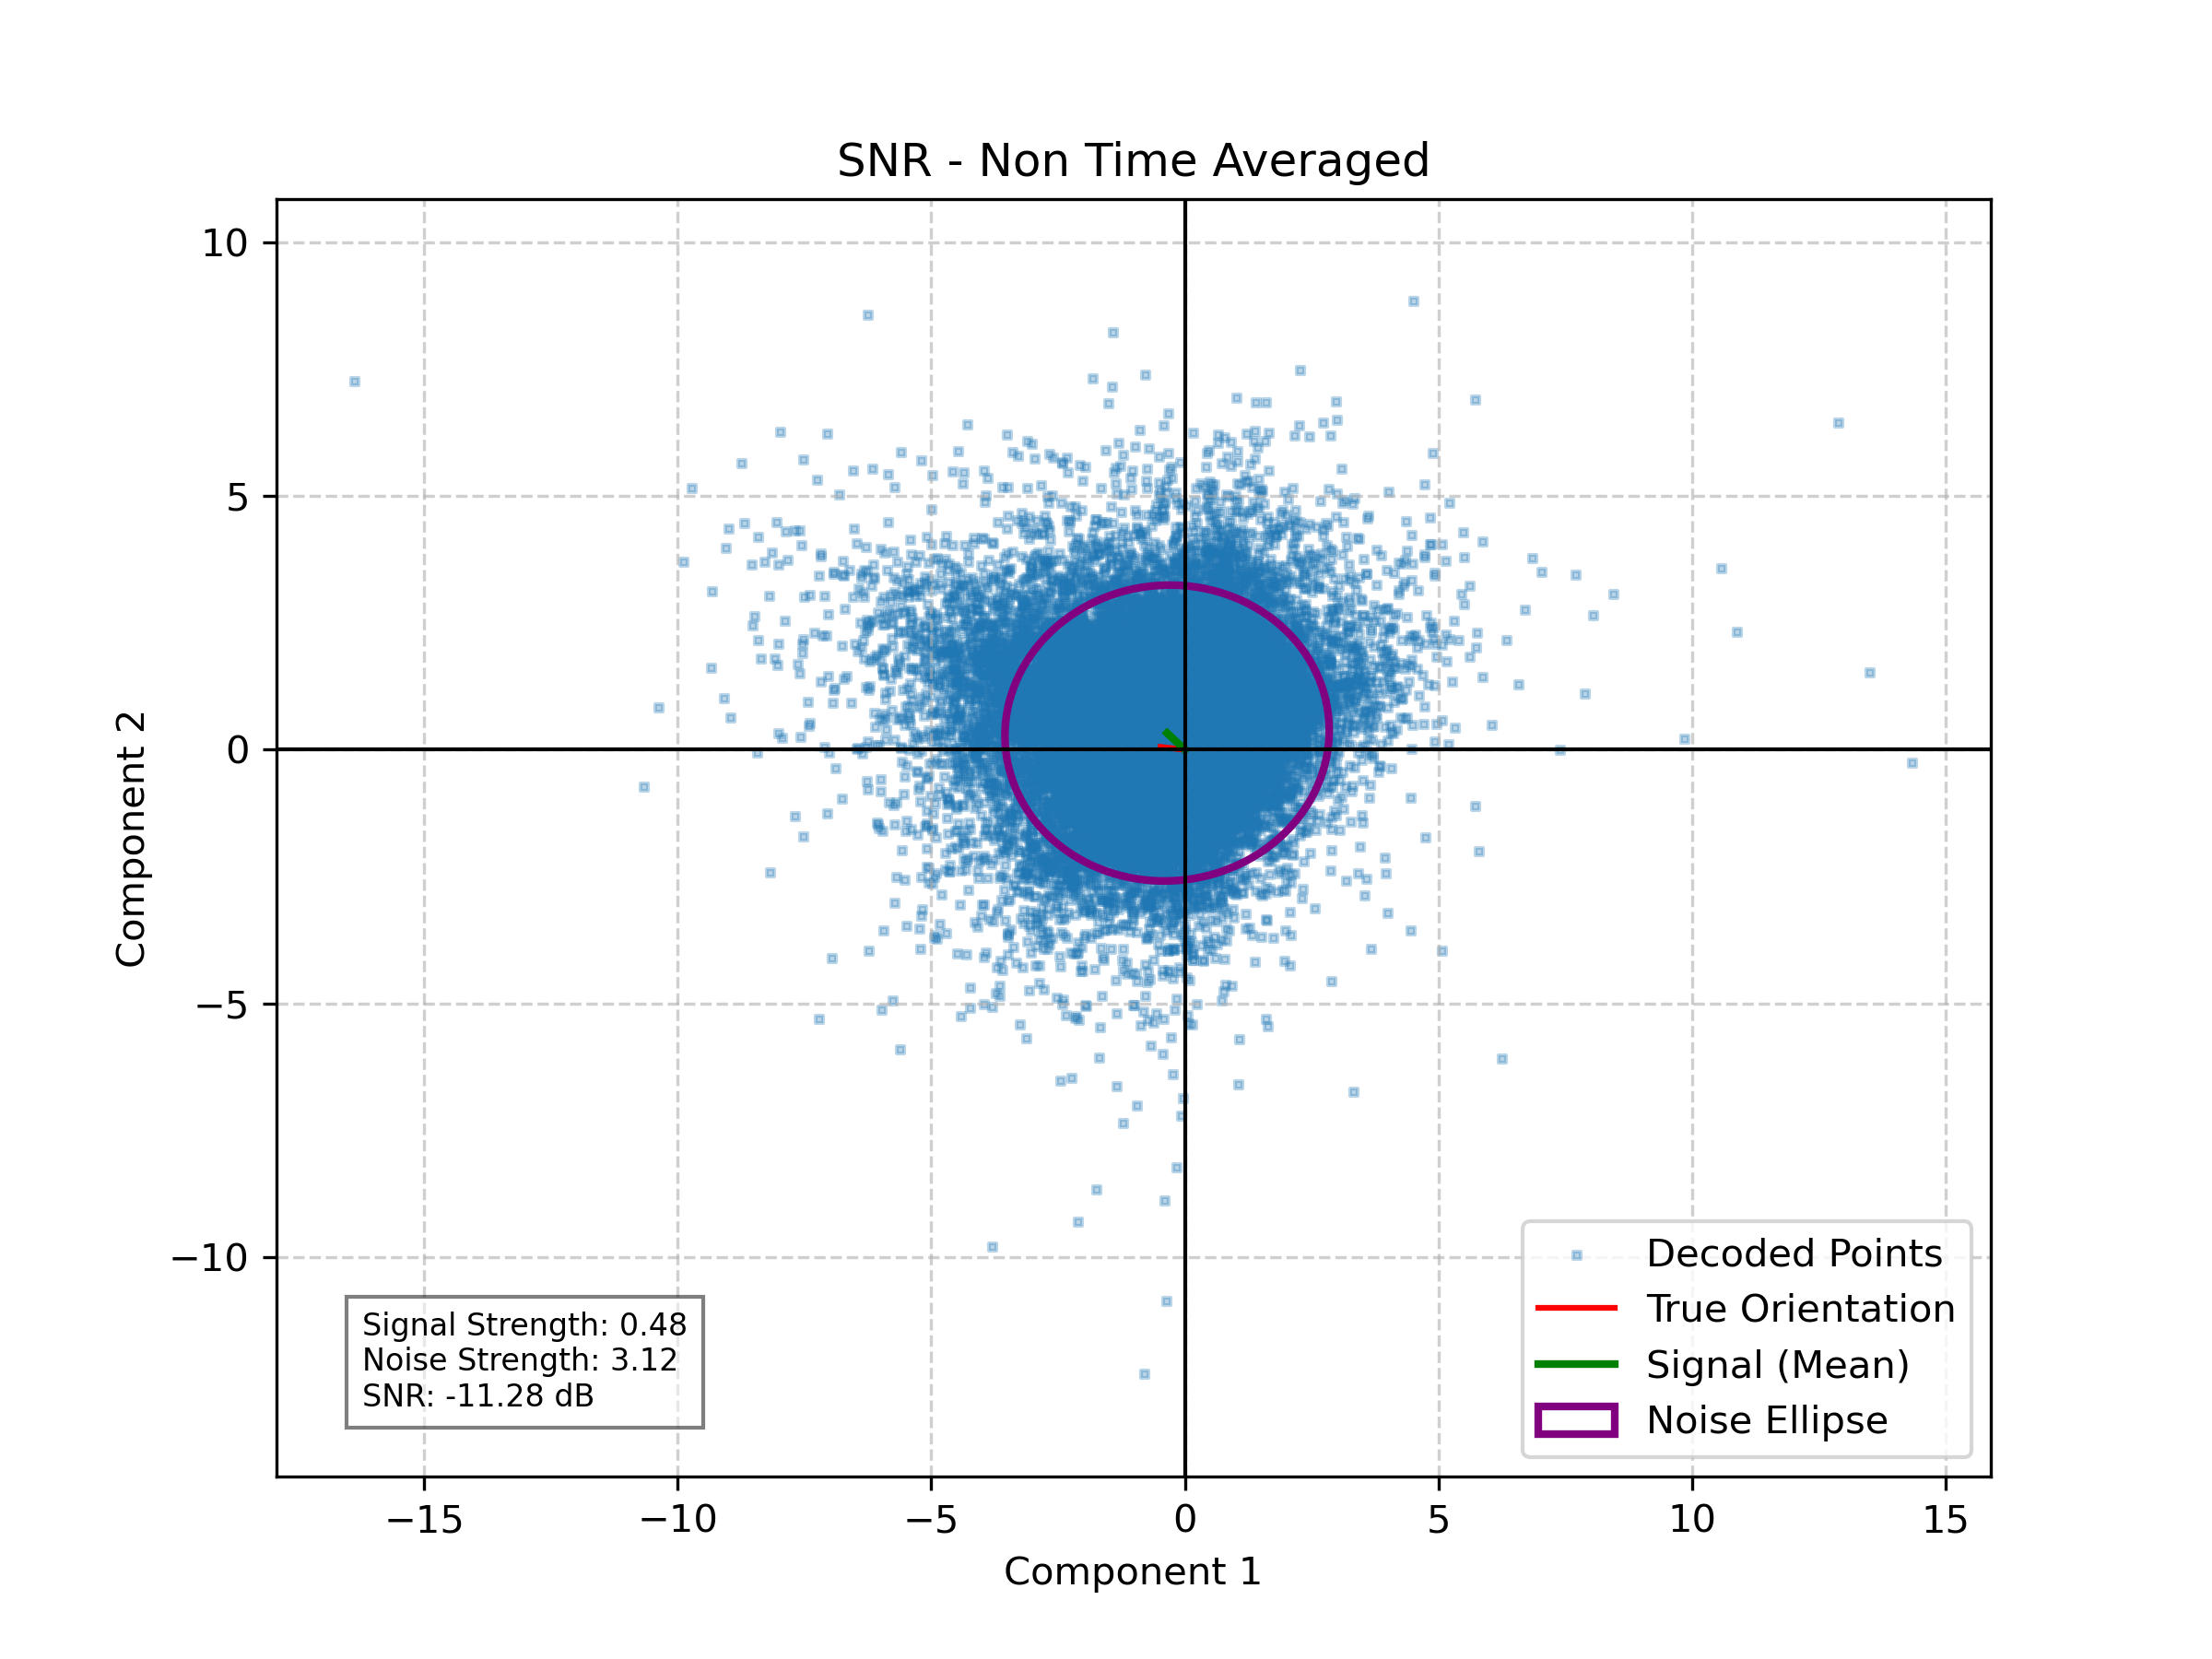 SNR - Non Time Averaged
10
5
0
−5
−10
Component 2
−15
−10
−5
0
5
10
15
Component 1
Signal Strength: 0.48
Noise Strength: 3.12
SNR: -11.28 dB
Decoded Points
True Orientation
Signal (Mean)
Noise Ellipse